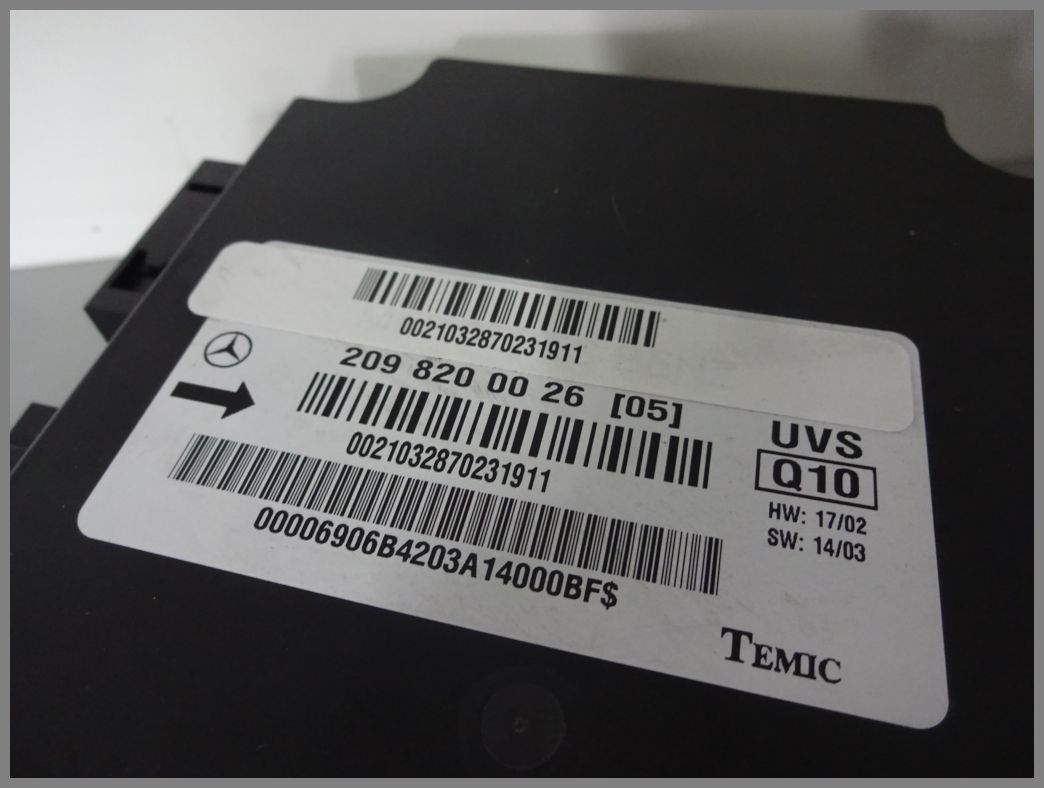 0021032870231911
209 820 00 26 [05]
0021032870231911
00006906B4203A14000BF$
UVS
Q10
HW: 17/02
SW: 14/03
TEMIC